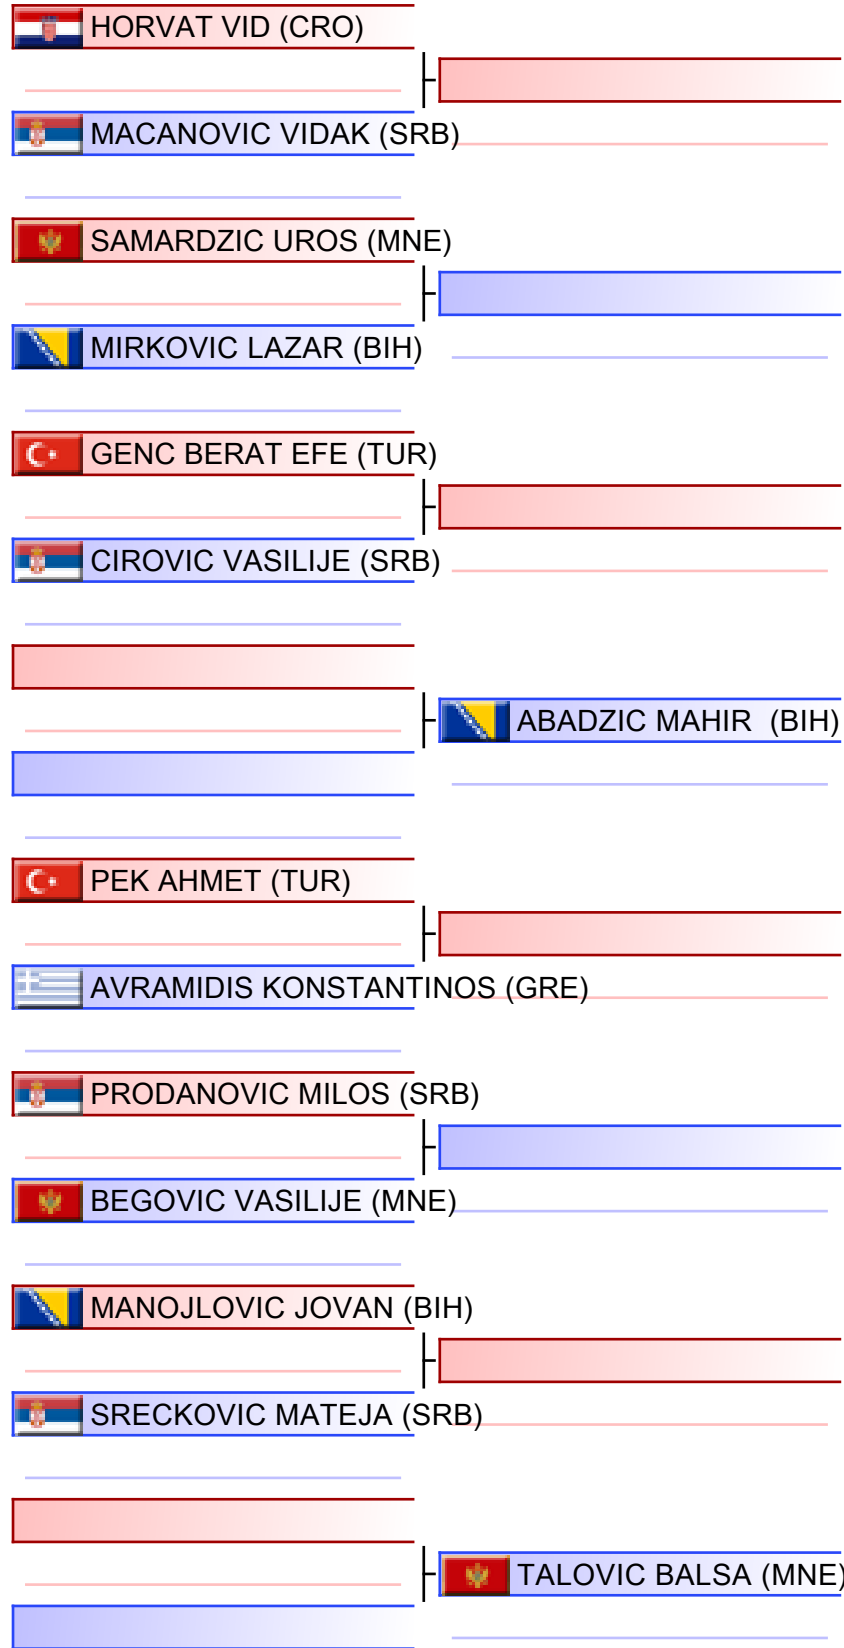 HORVAT VID (CRO)
MACANOVIC VIDAK (SRB)
SAMARDZIC UROS (MNE)
MIRKOVIC LAZAR (BIH)
GENC BERAT EFE (TUR)
CIROVIC VASILIJE (SRB)
ABADZIC MAHIR  (BIH)
PEK AHMET (TUR)
AVRAMIDIS KONSTANTINOS (GRE)
PRODANOVIC MILOS (SRB)
BEGOVIC VASILIJE (MNE)
MANOJLOVIC JOVAN (BIH)
SRECKOVIC MATEJA (SRB)
TALOVIC BALSA (MNE)